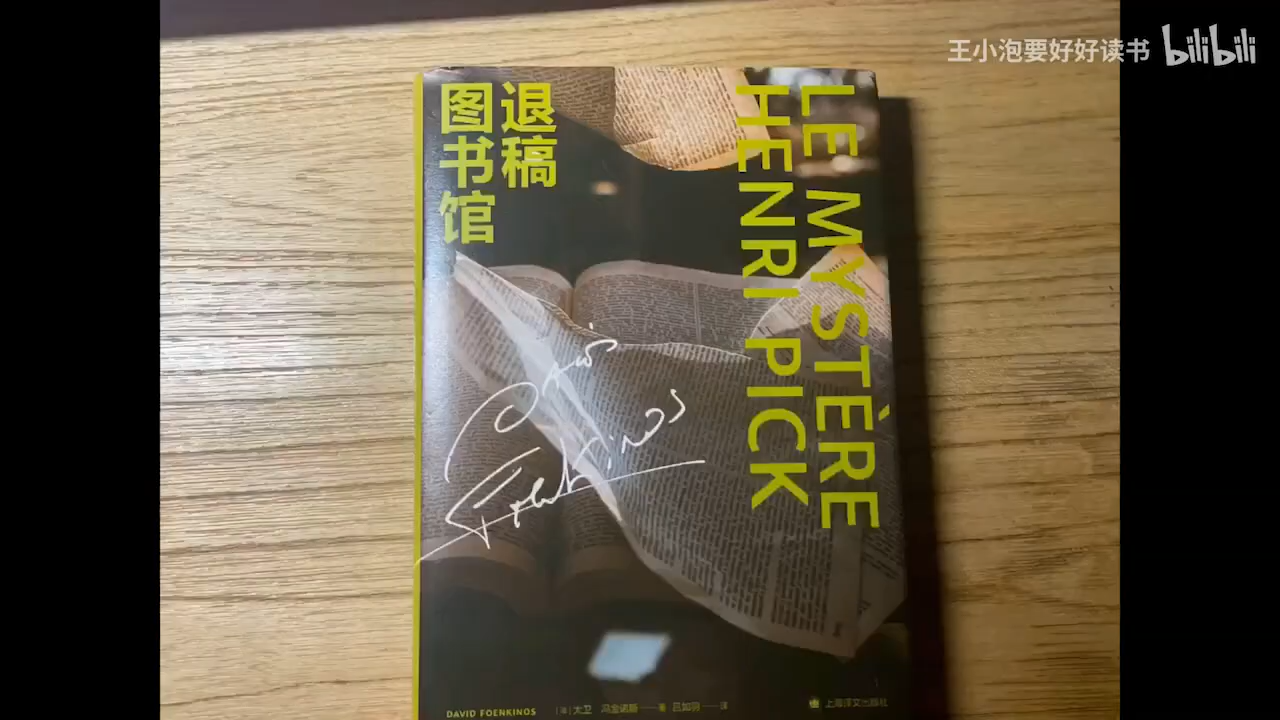 王小泡要好好读书 bilibili
退稿
图书馆
LE MYSTÈRE
HENRI PICK
DAVID FOENKINOS
[法]大卫·冯金诺斯——著 吕如羽——译
上海译文出版社